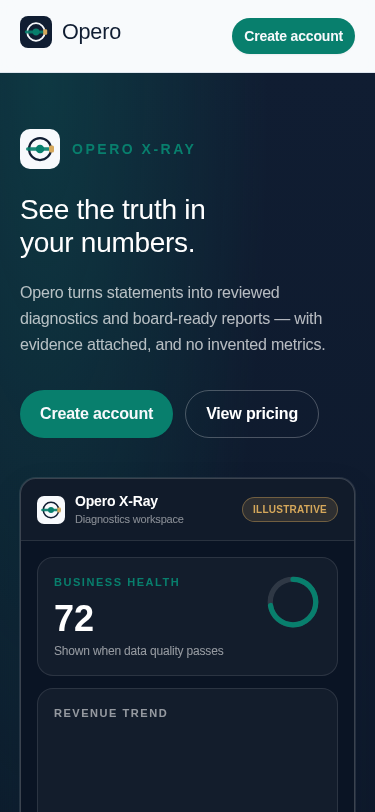 Opero
Create account
OPERO X-RAY
See the truth in
your numbers.
Opero turns statements into reviewed
diagnostics and board-ready reports — with
evidence attached, and no invented metrics.
Create account
View pricing
Opero X-Ray
Diagnostics workspace
ILLUSTRATIVE
BUSINESS HEALTH
72
Shown when data quality passes
REVENUE TREND